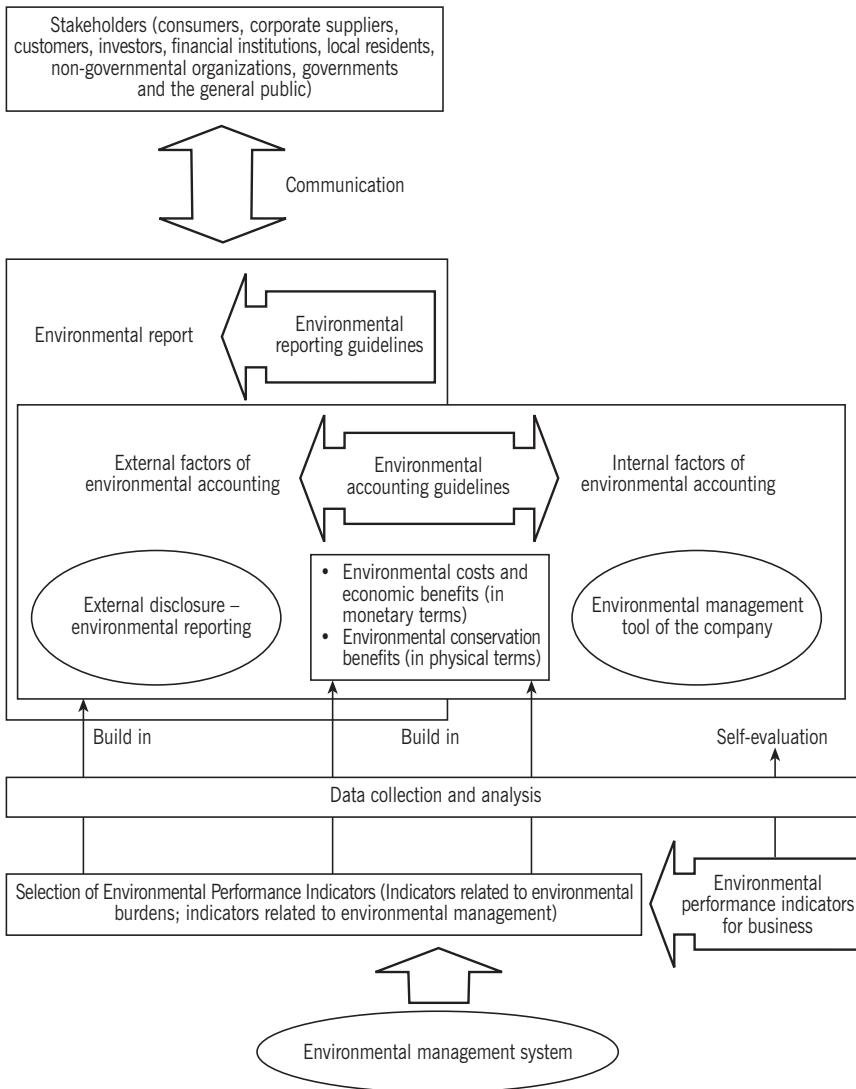 Stakeholders (consumers, corporate suppliers,
customers, investors, financial institutions, local residents,
non-governmental organizations, governments
and the general public)
Communication
Environmental report
Environmental
reporting guidelines
External factors of
environmental accounting
Environmental
accounting guidelines
Internal factors of
environmental accounting
External disclosure –
environmental reporting
• Environmental costs and
economic benefits (in
monetary terms)
• Environmental conservation
benefits (in physical terms)
Environmental management
tool of the company
Build in
Build in
Self-evaluation
Data collection and analysis
Selection of Environmental Performance Indicators (Indicators related to environmental
burdens; indicators related to environmental management)
Environmental
performance indicators
for business
Environmental management system